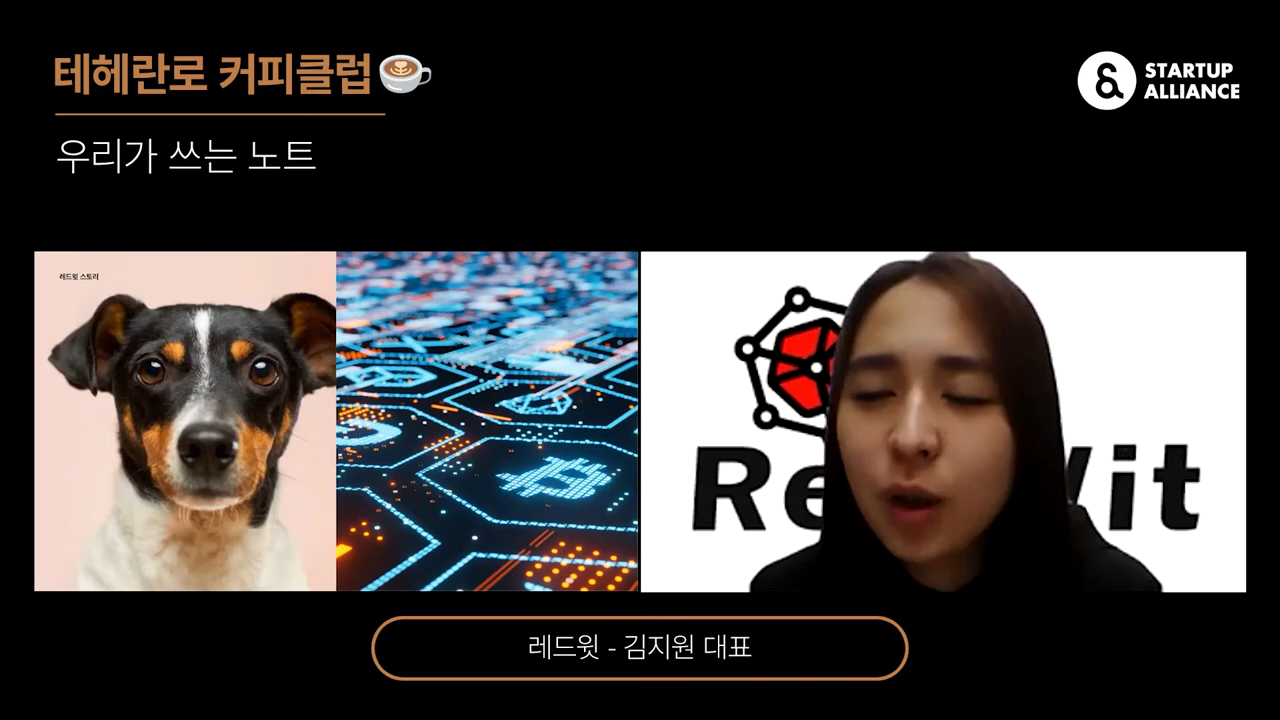 테헤란로 커피클럽
STARTUP
ALLIANCE
우리가 쓰는 노트
레드윗 스토리
Re it
레드윗 - 김지원 대표